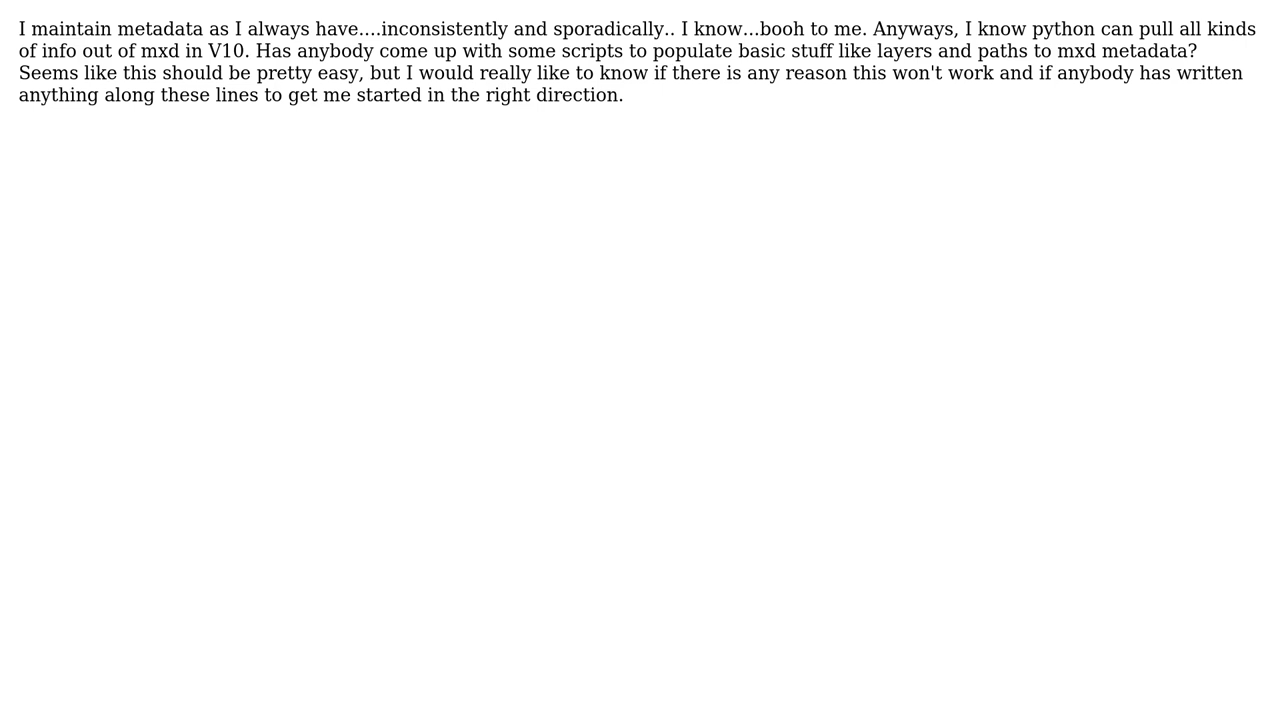 I maintain metadata as I always have....inconsistently and sporadically.. I know...booh to me. Anyways, I know python can pull all kinds
of info out of mxd in V10. Has anybody come up with some scripts to populate basic stuff like layers and paths to mxd metadata?
Seems like this should be pretty easy, but I would really like to know if there is any reason this won't work and if anybody has written
anything along these lines to get me started in the right direction.